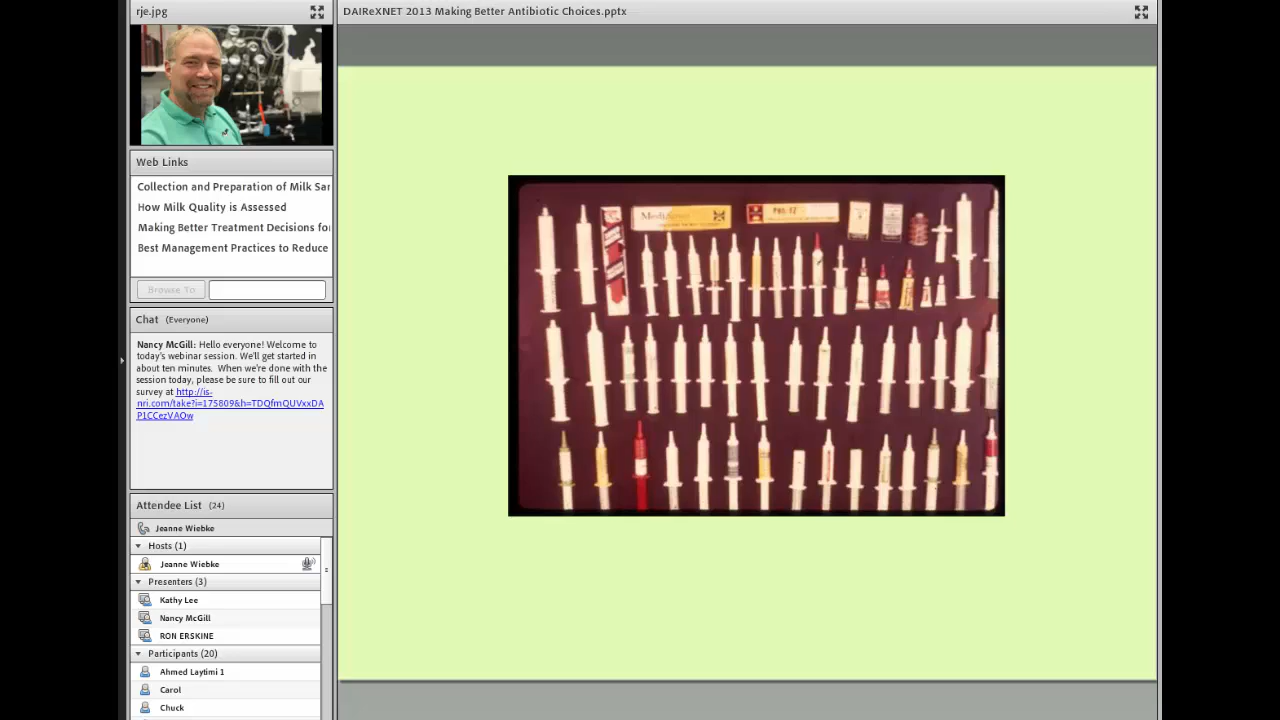 rje.jpg
DAIReXNET 2013 Making Better Antibiotic Choices.pptx
Web Links
Collection and Preparation of Milk Sar
How Milk Quality is Assessed
Making Better Treatment Decisions for
Best Management Practices to Reduce
Browse To
Chat (Everyone)
Nancy McGill: Hello everyone! Welcome to
today's webinar session. We'll get started in
about ten minutes. When we're done with the
session today, please be sure to fill out our
survey at http://is-
nri.com/take?i=175809&h=TDQfmQUVxxDA
P1CCezVAOw
Attendee List (24)
Jeanne Wiebke
Hosts (1)
Jeanne Wiebke
Presenters (3)
Kathy Lee
Nancy McGill
RON ERSKINE
Participants (20)
Ahmed Laytimi 1
Carol
Chuck